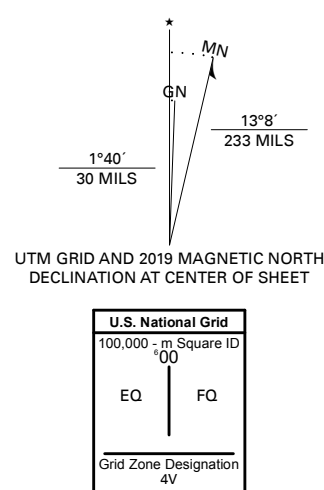 ★
MN
GN
13°8´
233 MILS
1°40´
30 MILS
UTM GRID AND 2019 MAGNETIC NORTH
DECLINATION AT CENTER OF SHEET
U.S. National Grid
100,000 - m Square ID
⁶00
EQ FQ
Grid Zone Designation
4V